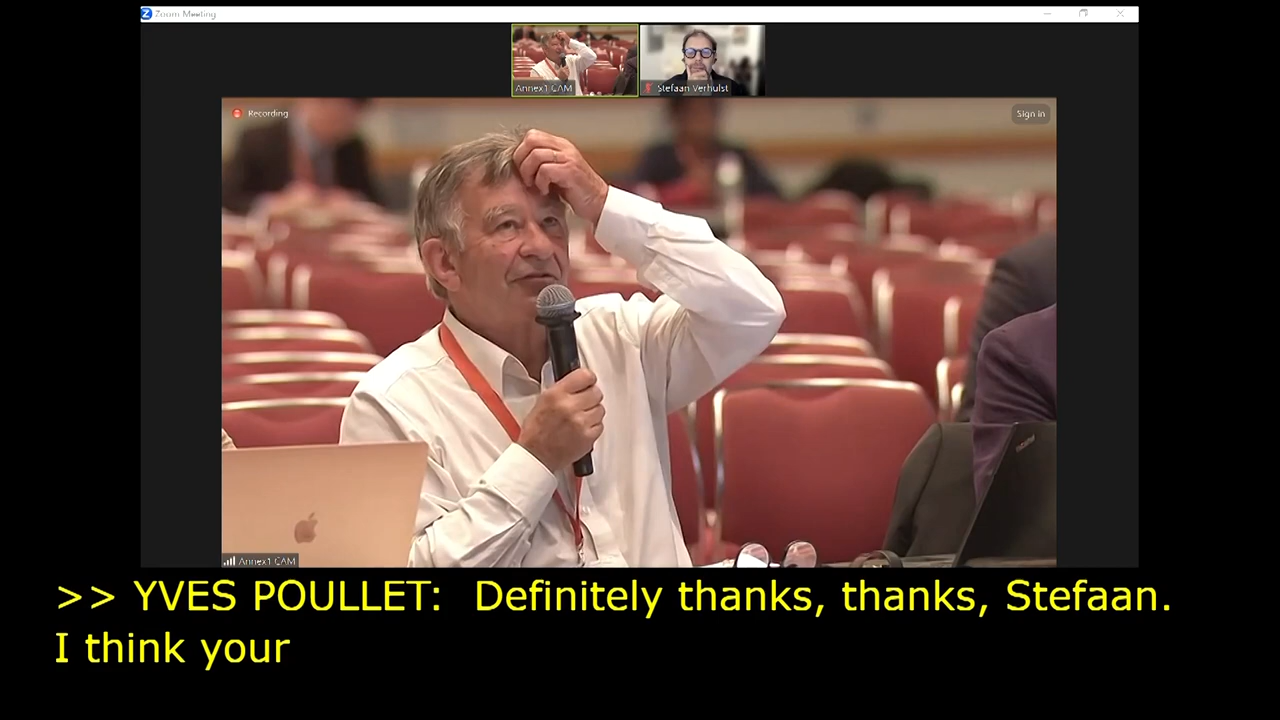 Zoom Meeting
Annex1 CAM
Stefaan Verhulst
Recording
Sign in
Annex1 CAM
>> YVES POULLET:  Definitely thanks, thanks, Stefaan.
I think your